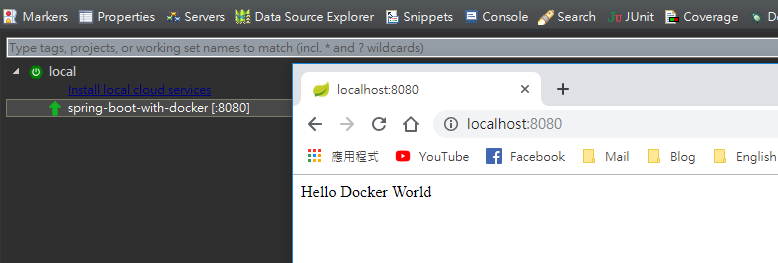 Markers Properties Servers Data Source Explorer Snippets Console Search Ju JUnit Coverage
Type tags, projects, or working set names to match (incl. * and ? wildcards)
local
Install local cloud services
spring-boot-with-docker [:8080]
localhost:8080
localhost:8080
應用程式 YouTube Facebook Mail Blog English
Hello Docker World